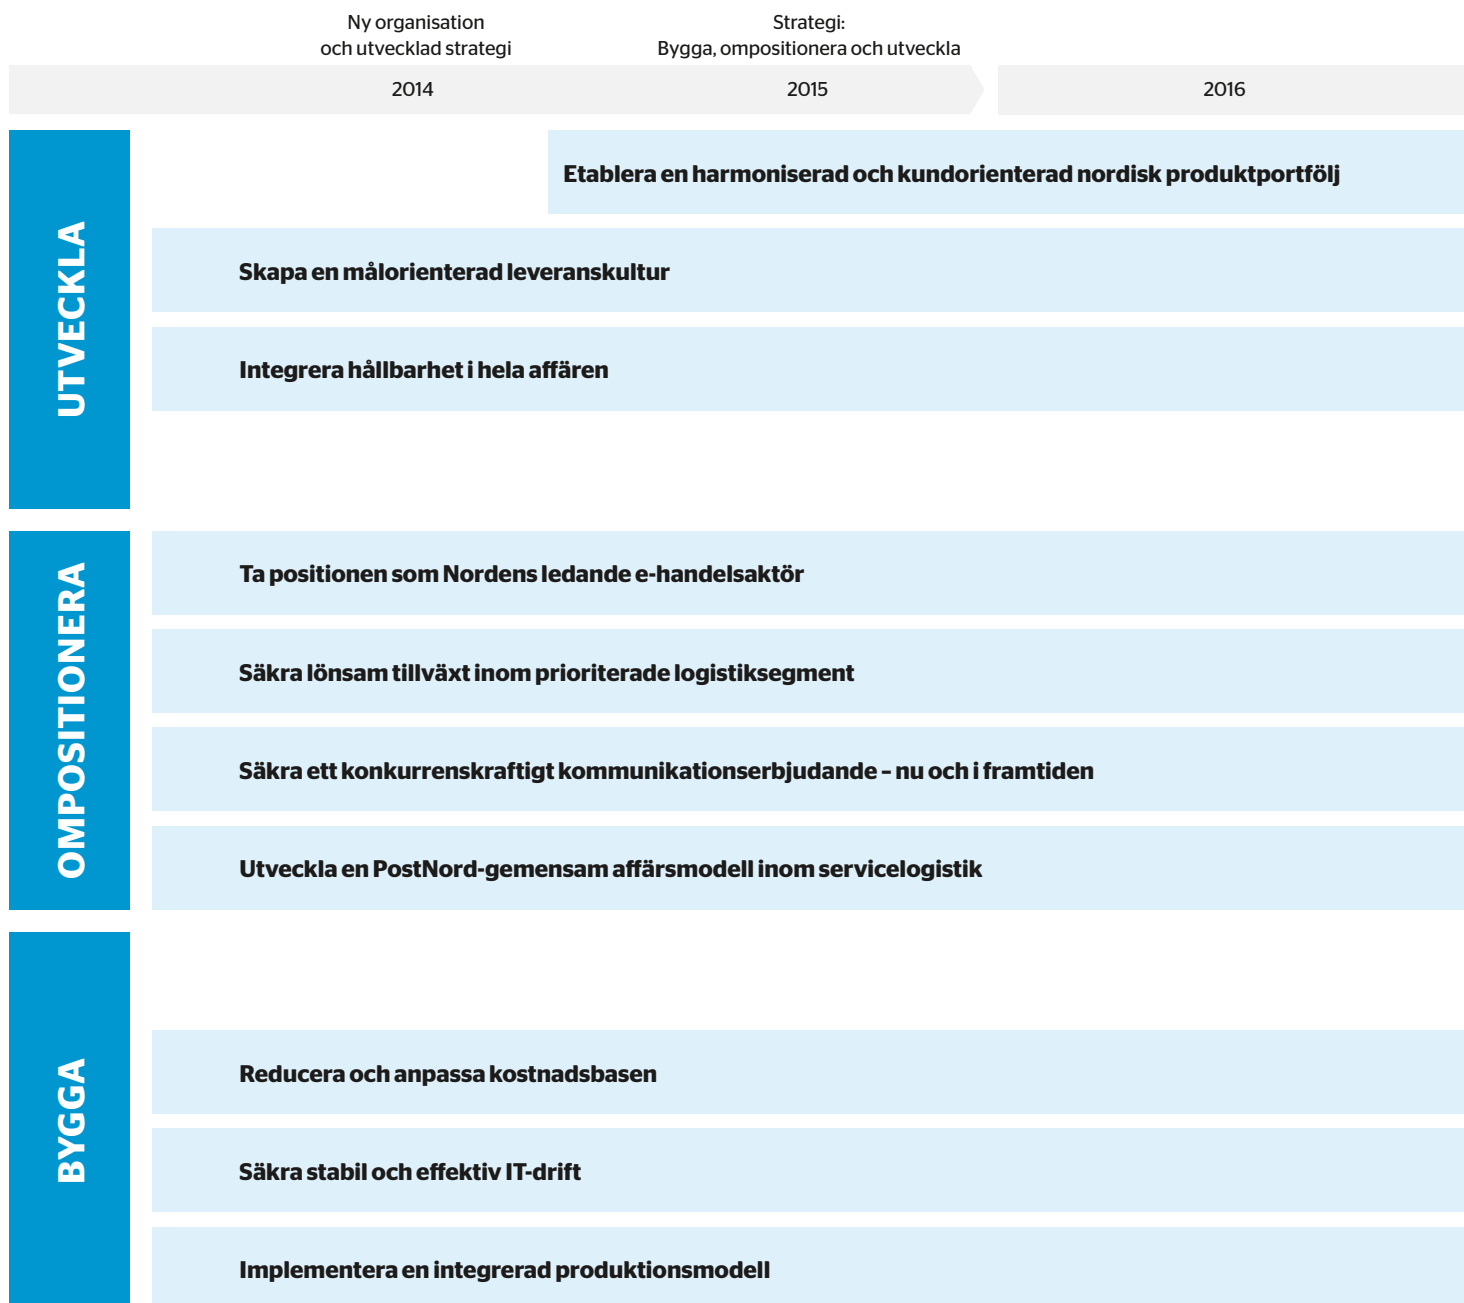 Ny organisation
och utvecklad strategi
Strategi:
Bygga, ompositionera och utveckla
2014
2015
2016
UTVECKLA
Etablera en harmoniserad och kundorienterad nordisk produktportfölj
Skapa en målorienterad leveranskultur
Integrera hållbarhet i hela affären
OMPOSITIONERA
Ta positionen som Nordens ledande e-handelsaktör
Säkra lönsam tillväxt inom prioriterade logistiksegment
Säkra ett konkurrenskraftigt kommunikationserbjudande – nu och i framtiden
Utveckla en PostNord-gemensam affärsmodell inom servicelogistik
BYGGA
Reducera och anpassa kostnadsbasen
Säkra stabil och effektiv IT-drift
Implementera en integrerad produktionsmodell